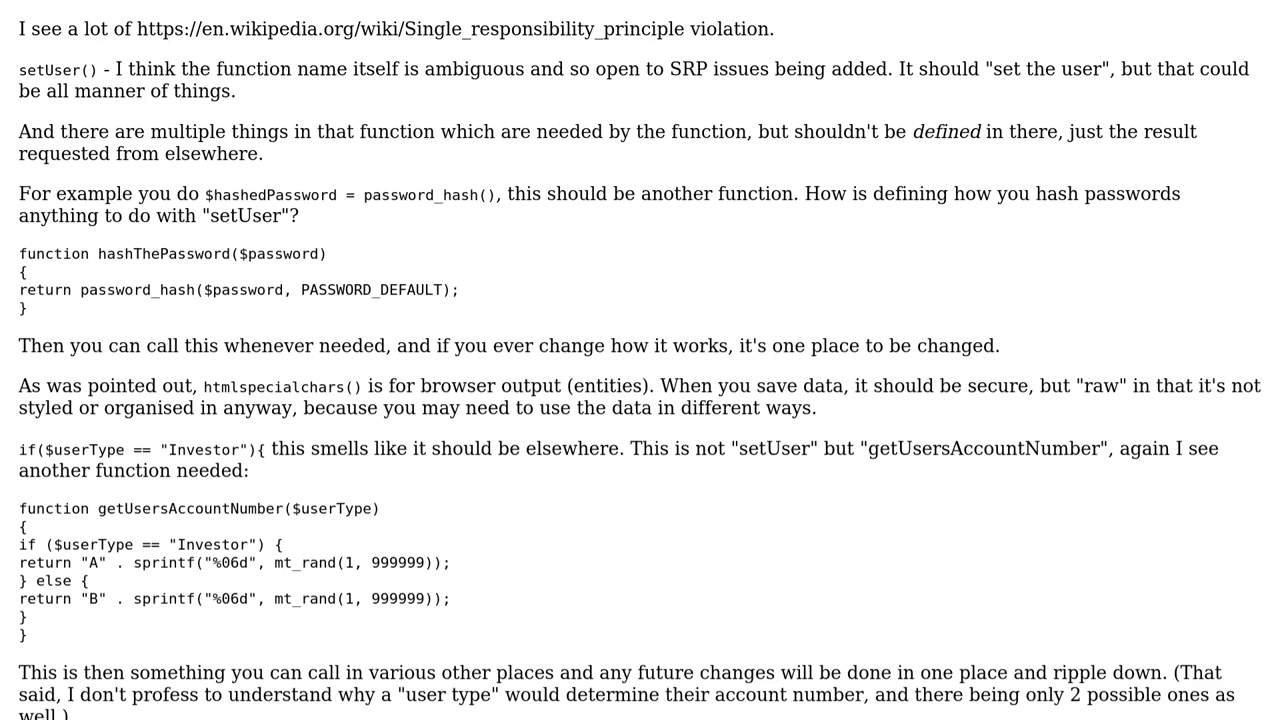 I see a lot of https://en.wikipedia.org/wiki/Single_responsibility_principle violation.
setUser() - I think the function name itself is ambiguous and so open to SRP issues being added. It should "set the user", but that could
be all manner of things.
And there are multiple things in that function which are needed by the function, but shouldn't be defined in there, just the result
requested from elsewhere.
For example you do $hashedPassword = password_hash(), this should be another function. How is defining how you hash passwords
anything to do with "setUser"?
function hashThePassword($password)
{
return password_hash($password, PASSWORD_DEFAULT);
}
Then you can call this whenever needed, and if you ever change how it works, it's one place to be changed.
As was pointed out, htmlspecialchars() is for browser output (entities). When you save data, it should be secure, but "raw" in that it's not
styled or organised in anyway, because you may need to use the data in different ways.
if($userType == "Investor"){ this smells like it should be elsewhere. This is not "setUser" but "getUsersAccountNumber", again I see
another function needed:
function getUsersAccountNumber($userType)
{
if ($userType == "Investor") {
return "A" . sprintf("%06d", mt_rand(1, 999999));
} else {
return "B" . sprintf("%06d", mt_rand(1, 999999));
}
}
This is then something you can call in various other places and any future changes will be done in one place and ripple down. (That
said, I don't profess to understand why a "user type" would determine their account number, and there being only 2 possible ones as
well.)